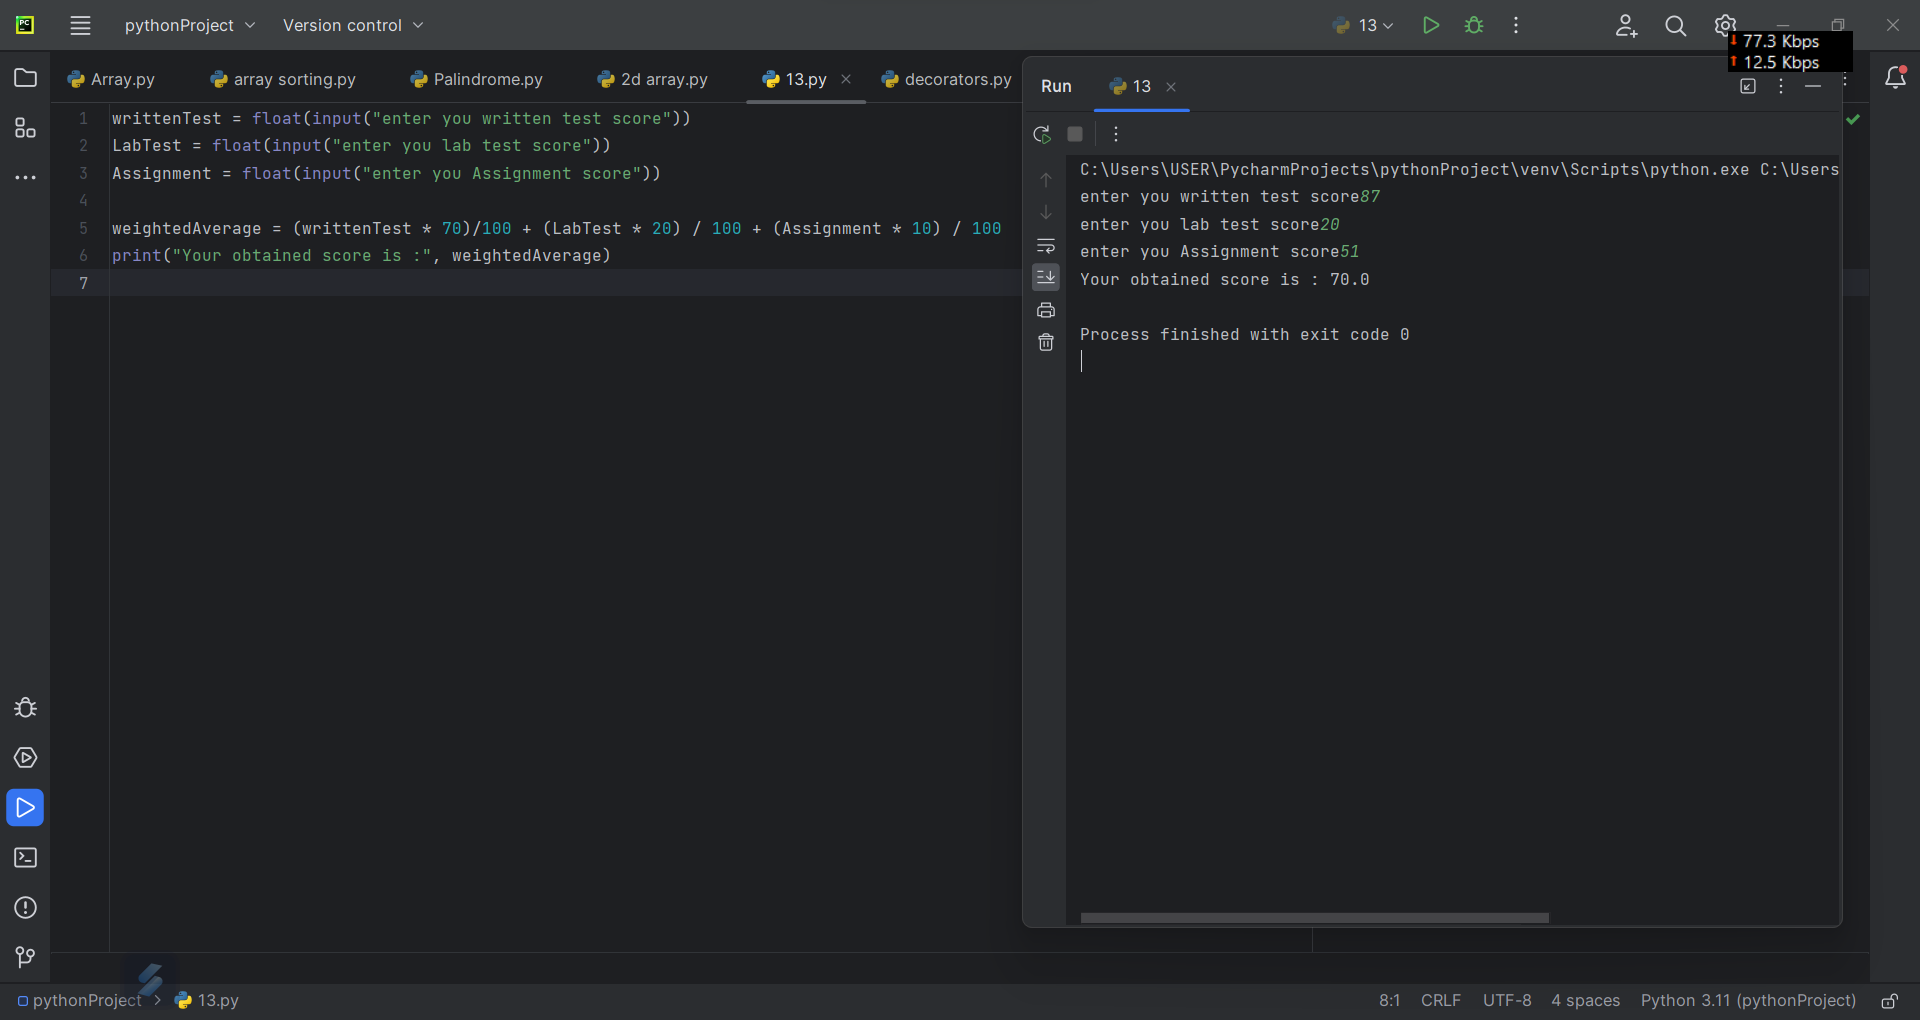 PC
pythonProject
Version control
13
77.3 Kbps
12.5 Kbps
Array.py
array sorting.py
Palindrome.py
2d array.py
13.py
decorators.py
Run
13
1 writtenTest = float(input("enter you written test score"))
2 LabTest = float(input("enter you lab test score"))
3 Assignment = float(input("enter you Assignment score"))
4
5 weightedAverage = (writtenTest * 70)/100 + (LabTest * 20) / 100 + (Assignment * 10) / 100
6 print("Your obtained score is :", weightedAverage)
7
C:\Users\USER\PycharmProjects\pythonProject\venv\Scripts\python.exe C:\Users
enter you written test score87
enter you lab test score20
enter you Assignment score51
Your obtained score is : 70.0
Process finished with exit code 0
pythonProject > 13.py
8:1 CRLF UTF-8 4 spaces Python 3.11 (pythonProject)